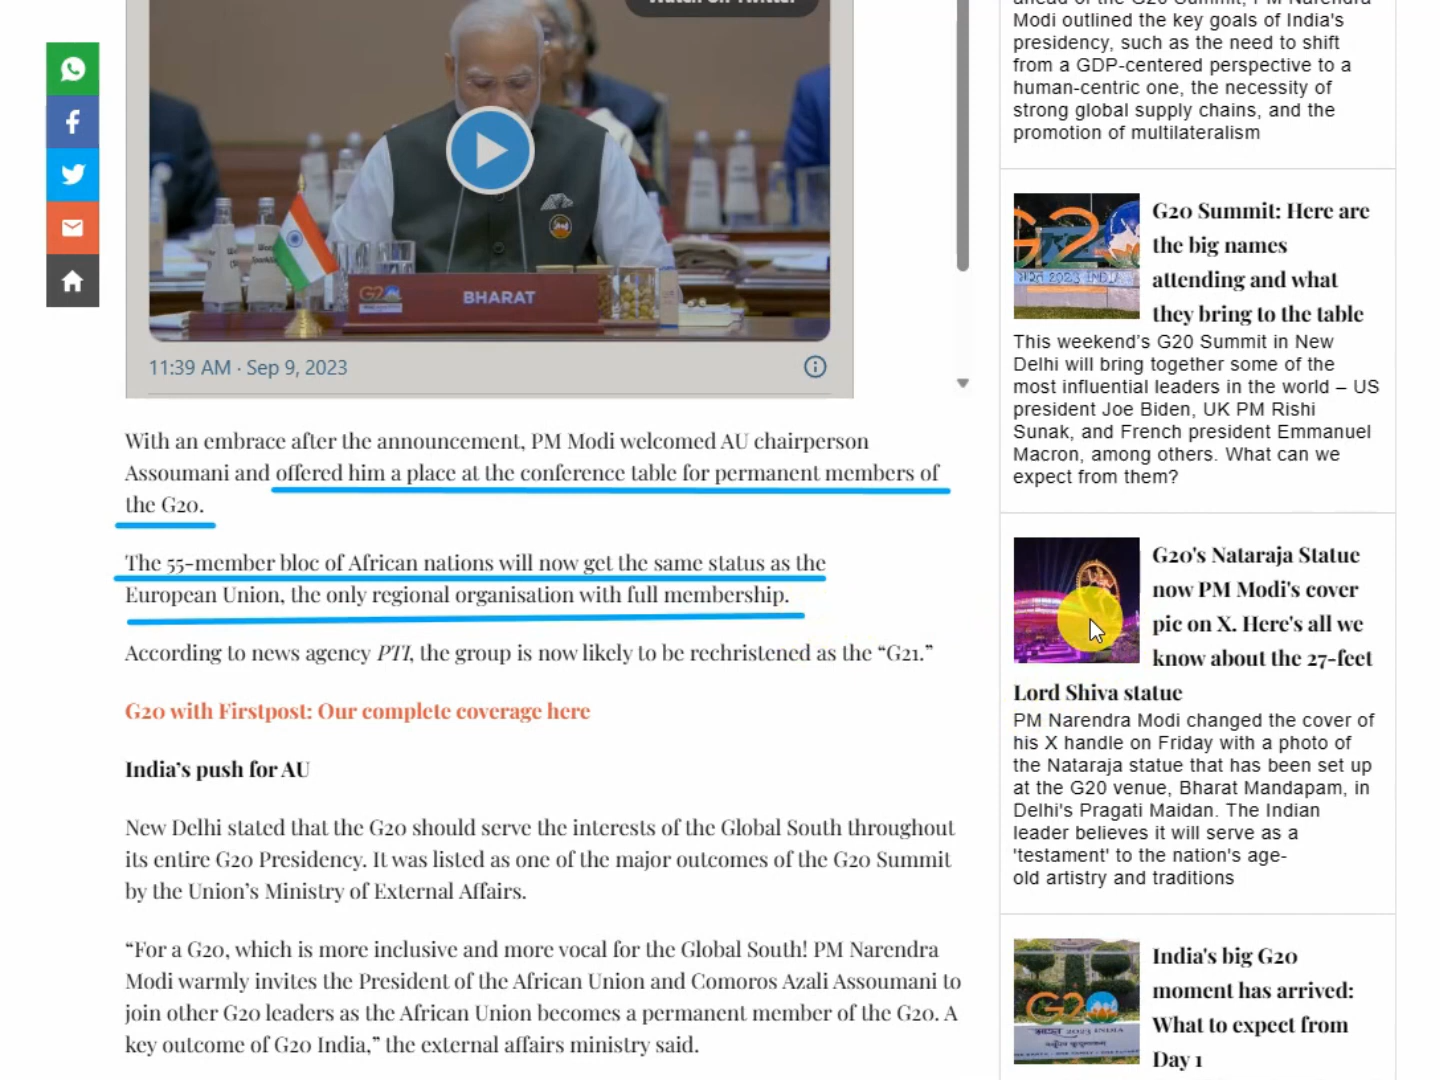 BHARAT
11:39 AM · Sep 9, 2023
With an embrace after the announcement, PM Modi welcomed AU chairperson
Assoumani and offered him a place at the conference table for permanent members of
the G20.
The 55-member bloc of African nations will now get the same status as the
European Union, the only regional organisation with full membership.
According to news agency PTI, the group is now likely to be rechristened as the “G21.”
G20 with Firstpost: Our complete coverage here
India’s push for AU
New Delhi stated that the G20 should serve the interests of the Global South throughout
its entire G20 Presidency. It was listed as one of the major outcomes of the G20 Summit
by the Union’s Ministry of External Affairs.
“For a G20, which is more inclusive and more vocal for the Global South! PM Narendra
Modi warmly invites the President of the African Union and Comoros Azali Assoumani to
join other G20 leaders as the African Union becomes a permanent member of the G20. A
key outcome of G20 India,” the external affairs ministry said.
Modi outlined the key goals of India's
presidency, such as the need to shift
from a GDP-centered perspective to a
human-centric one, the necessity of
strong global supply chains, and the
promotion of multilateralism
G20 Summit: Here are
the big names
attending and what
they bring to the table
This weekend’s G20 Summit in New
Delhi will bring together some of the
most influential leaders in the world – US
president Joe Biden, UK PM Rishi
Sunak, and French president Emmanuel
Macron, among others. What can we
expect from them?
G20's Nataraja Statue
now PM Modi's cover
pic on X. Here's all we
know about the 27-feet
Lord Shiva statue
PM Narendra Modi changed the cover of
his X handle on Friday with a photo of
the Nataraja statue that has been set up
at the G20 venue, Bharat Mandapam, in
Delhi's Pragati Maidan. The Indian
leader believes it will serve as a
'testament' to the nation's age-
old artistry and traditions
India's big G20
moment has arrived:
What to expect from
Day 1